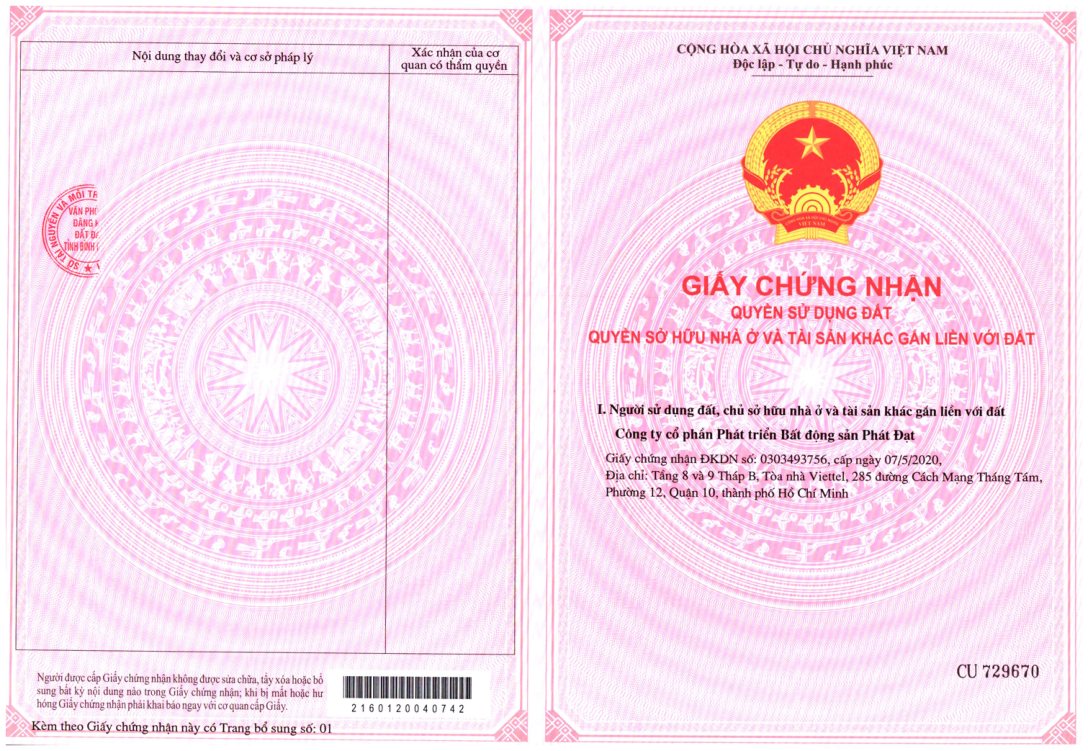 Nội dung thay đổi và cơ sở pháp lý
Xác nhận của cơ
quan có thẩm quyền
SỞ TÀI NGUYÊN VÀ MÔI TR
VĂN PH
ĐĂNG
ĐẤT Đ
TỈNH BÌNH
Người được cấp Giấy chứng nhận không được sửa chữa, tẩy xóa hoặc bổ
sung bất kỳ nội dung nào trong Giấy chứng nhận; khi bị mất hoặc hư
hỏng Giấy chứng nhận phải khai báo ngay với cơ quan cấp Giấy.
2160120040742
Kèm theo Giấy chứng nhận này có Trang bổ sung số: 01
CỘNG HÒA XÃ HỘI CHỦ NGHĨA VIỆT NAM
Độc lập - Tự do - Hạnh phúc
VIỆT NAM
GIẤY CHỨNG NHẬN
QUYỀN SỬ DỤNG ĐẤT
QUYỀN SỞ HỮU NHÀ Ở VÀ TÀI SẢN KHÁC GẮN LIỀN VỚI ĐẤT
I. Người sử dụng đất, chủ sở hữu nhà ở và tài sản khác gắn liền với đất
Công ty cổ phần Phát triển Bất động sản Phát Đạt
Giấy chứng nhận ĐKDN số: 0303493756, cấp ngày 07/5/2020,
Địa chỉ: Tầng 8 và 9 Tháp B, Tòa nhà Viettel, 285 đường Cách Mạng Tháng Tám,
Phường 12, Quận 10, thành phố Hồ Chí Minh
CU 729670